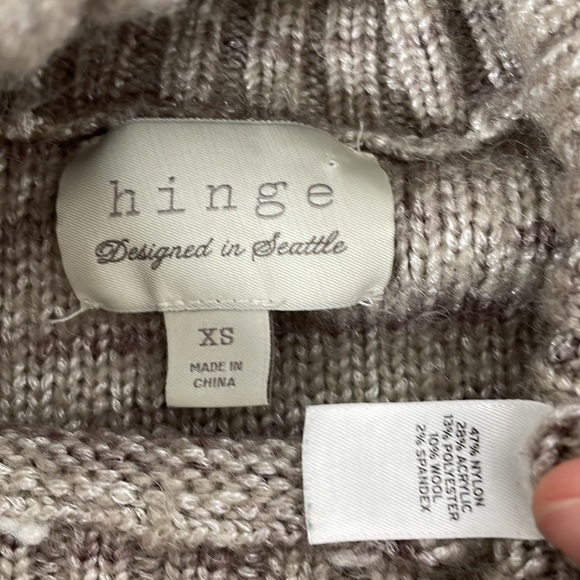 hinge
Designed in Seattle
XS
MADE IN
CHINA
47% NYLON
28% ACRYLIC
13% POLYESTER
10% WOOL
2% SPANDEX